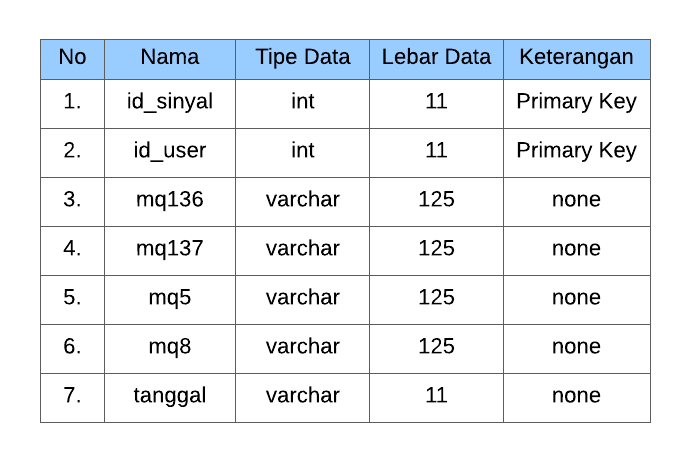 No Nama Tipe Data Lebar Data Keterangan
1. id_sinyal int 11 Primary Key
2. id_user int 11 Primary Key
3. mq136 varchar 125 none
4. mq137 varchar 125 none
5. mq5 varchar 125 none
6. mq8 varchar 125 none
7. tanggal varchar 11 none